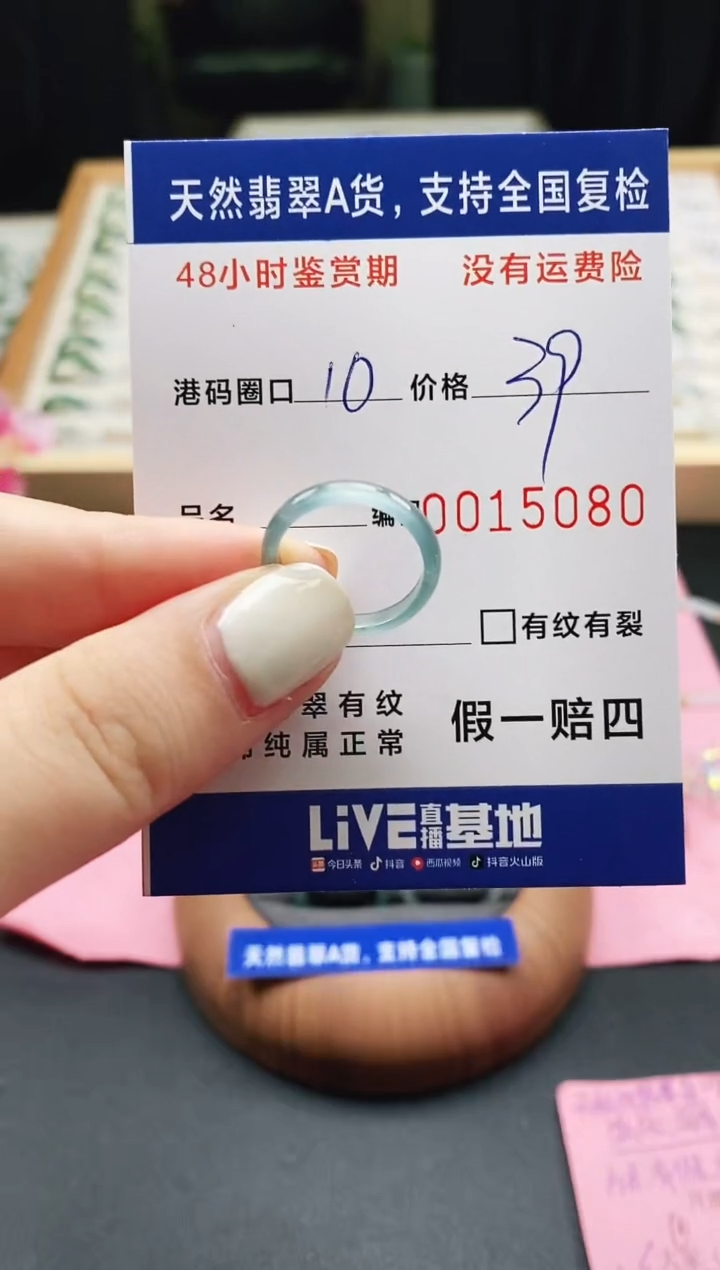 天然翡翠A货，支持全国复检
48小时鉴赏期 没有运费险
港码圈口 10 价格 39
品名 编 0015080
有纹有裂
翠有纹
纯属正常
假一赔四
LiVE直播基地
今日头条 抖音 西瓜视频 抖音火山版
天然翡翠A货，支持全国复检